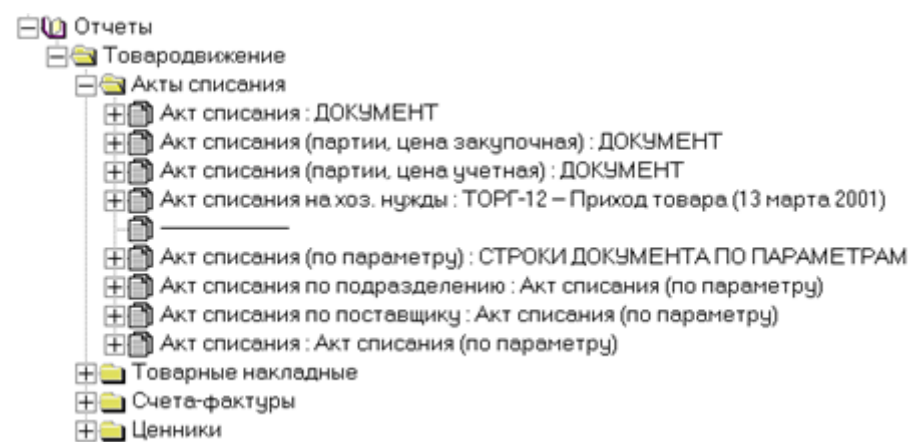 Отчеты
Товародвижение
Акты списания
Акт списания : ДОКУМЕНТ
Акт списания (партии, цена закупочная) : ДОКУМЕНТ
Акт списания (партии, цена учетная) : ДОКУМЕНТ
Акт списания на хоз. нужды : ТОРГ-12 – Приход товара (13 марта 2001)
Акт списания (по параметру) : СТРОКИ ДОКУМЕНТА ПО ПАРАМЕТРАМ
Акт списания по подразделению : Акт списания (по параметру)
Акт списания по поставщику : Акт списания (по параметру)
Акт списания : Акт списания (по параметру)
Товарные накладные
Счета-фактуры
Ценники